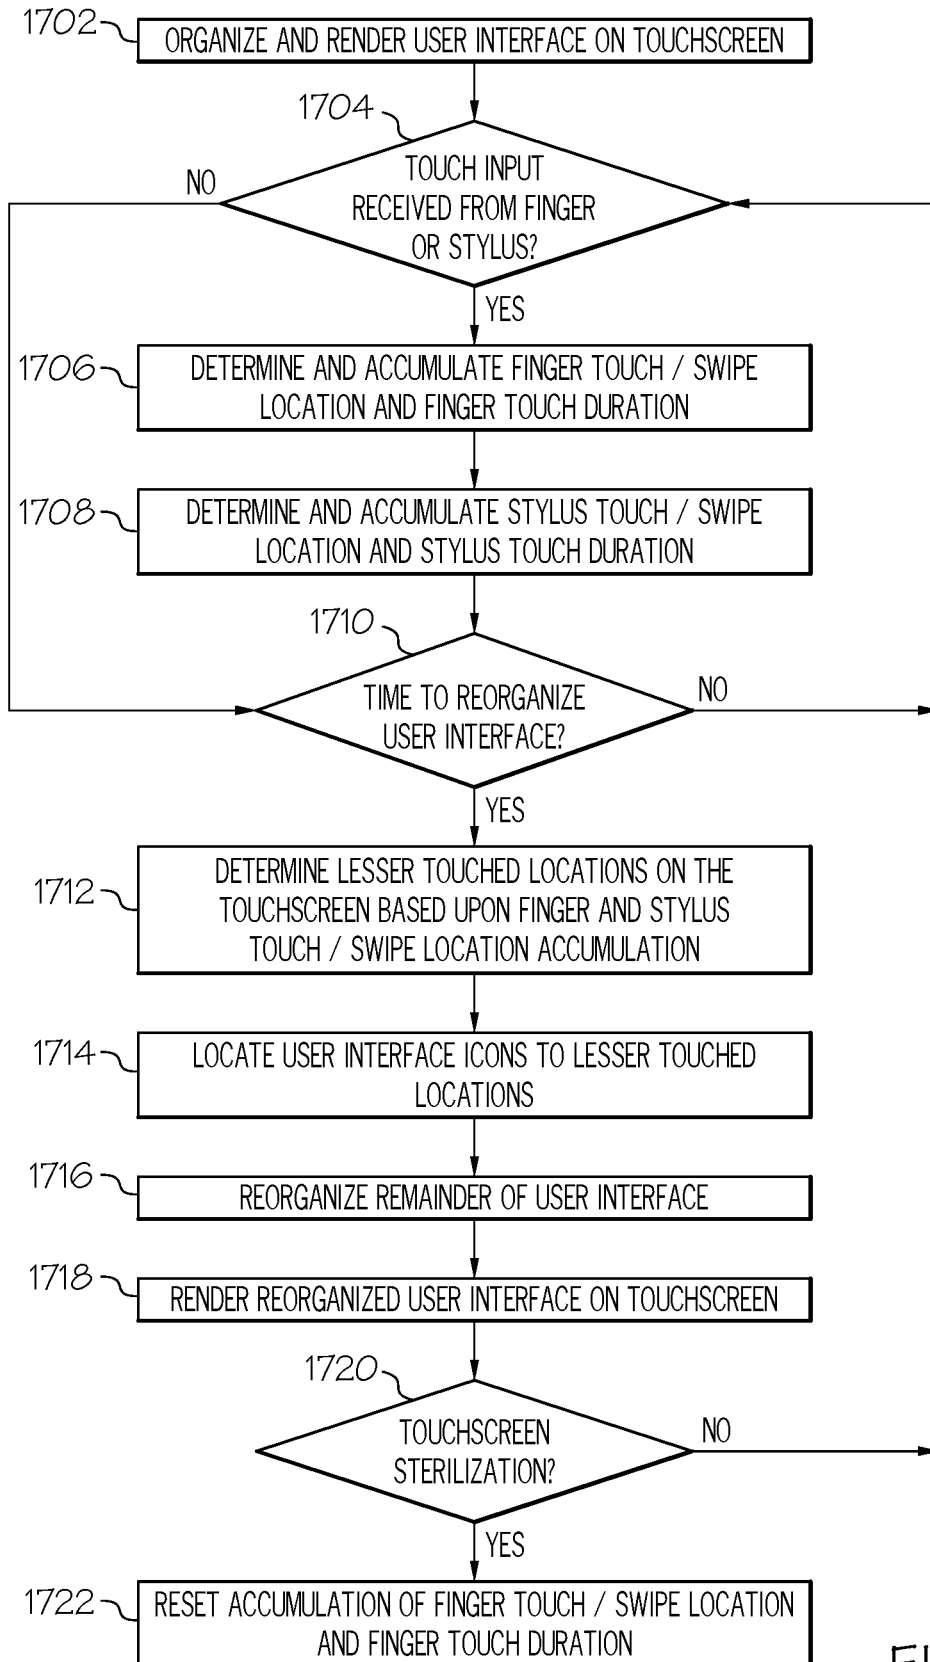 1702
ORGANIZE AND RENDER USER INTERFACE ON TOUCHSCREEN
1704
TOUCH INPUT
RECEIVED FROM FINGER
OR STYLUS?
NO
YES
1706
DETERMINE AND ACCUMULATE FINGER TOUCH / SWIPE
LOCATION AND FINGER TOUCH DURATION
1708
DETERMINE AND ACCUMULATE STYLUS TOUCH / SWIPE
LOCATION AND STYLUS TOUCH DURATION
1710
TIME TO REORGANIZE
USER INTERFACE?
NO
YES
1712
DETERMINE LESSER TOUCHED LOCATIONS ON THE
TOUCHSCREEN BASED UPON FINGER AND STYLUS
TOUCH / SWIPE LOCATION ACCUMULATION
1714
LOCATE USER INTERFACE ICONS TO LESSER TOUCHED
LOCATIONS
1716
REORGANIZE REMAINDER OF USER INTERFACE
1718
RENDER REORGANIZED USER INTERFACE ON TOUCHSCREEN
1720
TOUCHSCREEN
STERILIZATION?
NO
YES
1722
RESET ACCUMULATION OF FINGER TOUCH / SWIPE LOCATION
AND FINGER TOUCH DURATION